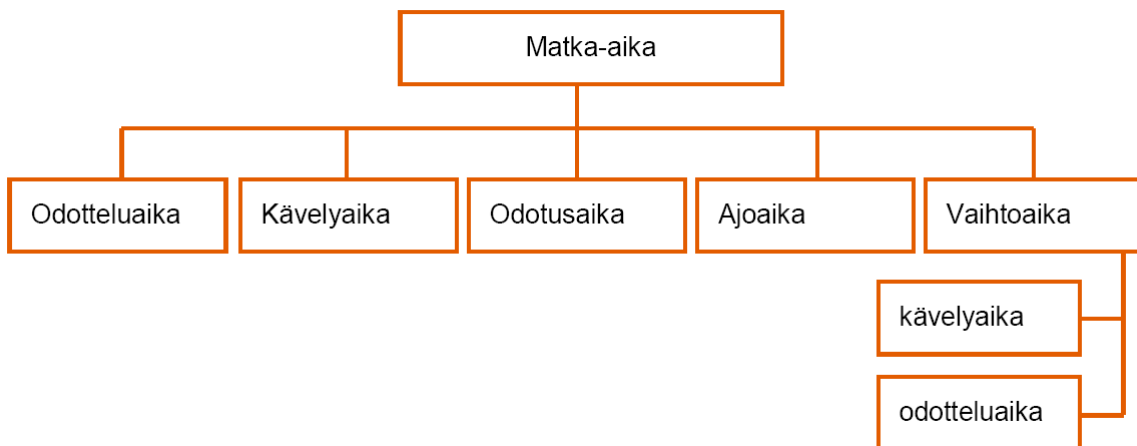 Matka-aika
Odotteluaika
Kävelyaika
Odotusaika
Ajoaika
Vaihtoaika
kävelyaika
odotteluaika